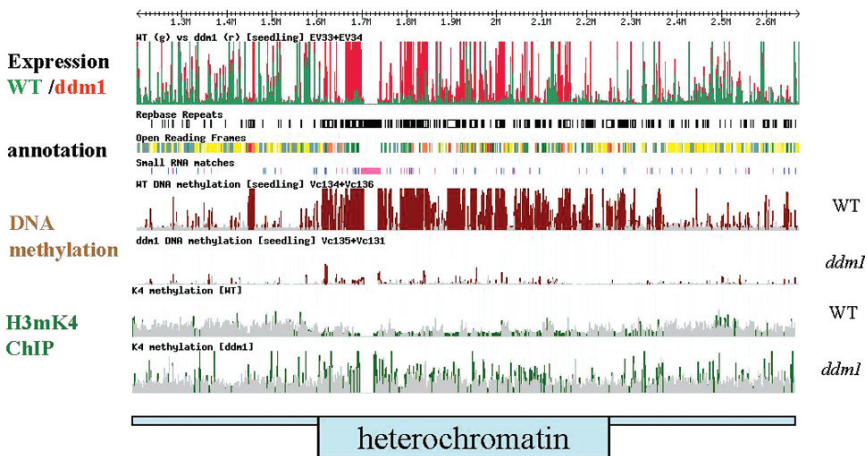 1.3M 1.4M 1.5M 1.6M 1.7M 1.8M 1.9M 2M 2.1M 2.2M 2.3M 2.4M 2.5M 2.6M
WT (g) vs ddm1 (r) [seedling] EV33+EV34
Expression
WT /ddm1
Repbase Repeats
Open Reading Frames
annotation
Small RNA matches
WT DNA methylation [seedling] Vc134+Vc136
WT
DNA
methylation
ddm1 DNA methylation [seedling] Vc135+Vc131
ddm1
K4 methylation [WT]
H3mK4
ChIP
WT
K4 methylation [ddm1]
ddm1
heterochromatin